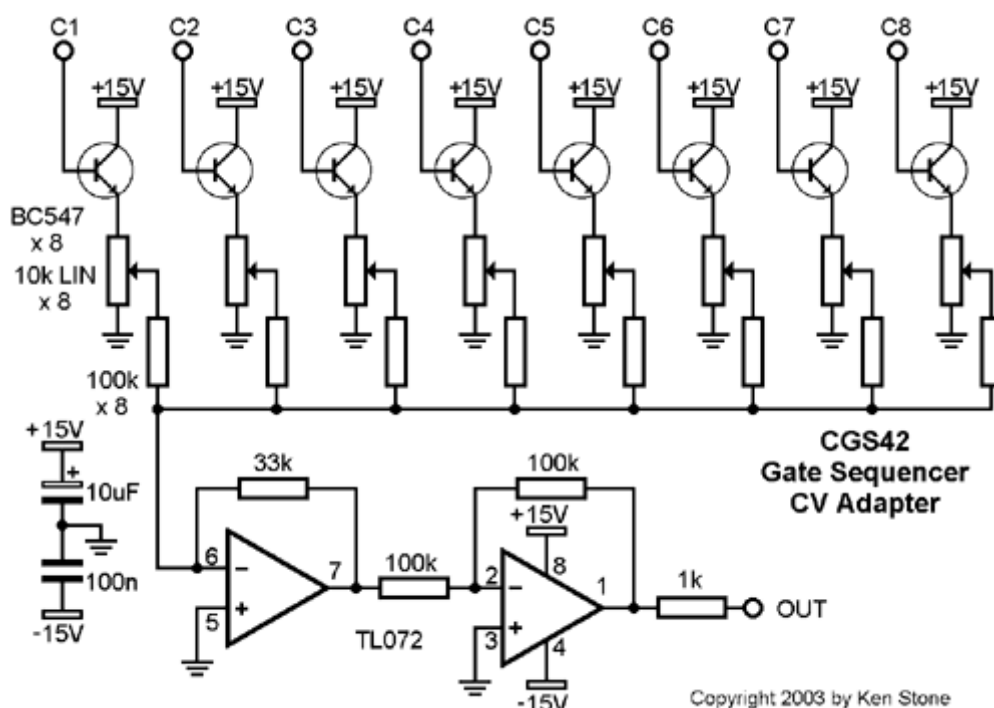 C1 C2 C3 C4 C5 C6 C7 C8
+15V +15V +15V +15V +15V +15V +15V +15V
BC547
x 8
10k LIN
x 8
100k
x 8
+15V
+
10uF
100n
-15V
33k
6
7
5
+
−
TL072
100k
100k
+15V
8
2
1
3
4
−
+
-15V
1k
OUT
CGS42
Gate Sequencer
CV Adapter
Copyright 2003 by Ken Stone